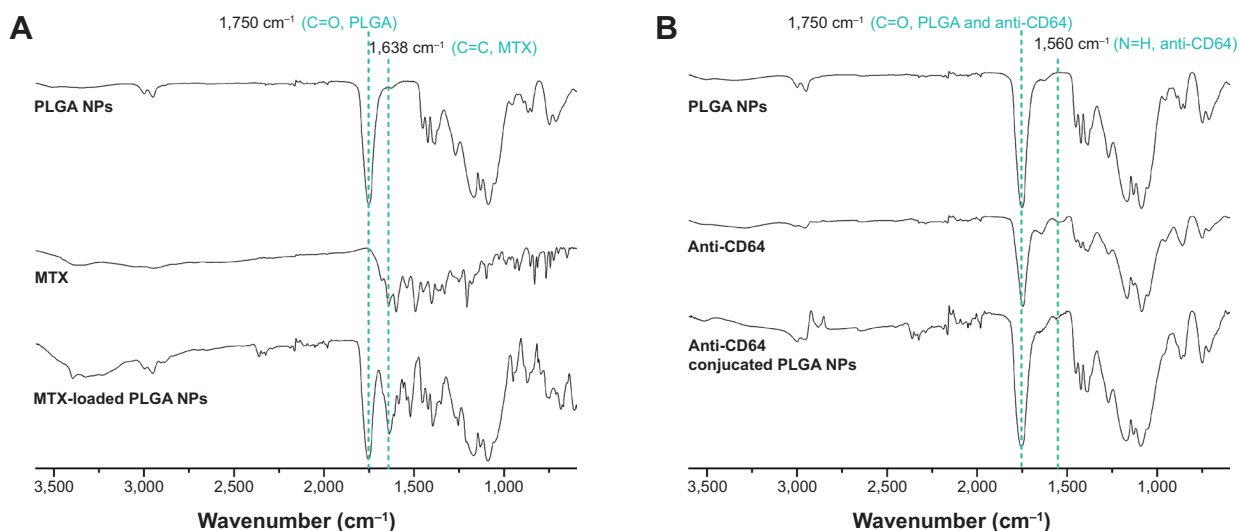 A
1,750 cm⁻¹ (C=O, PLGA)
1,638 cm⁻¹ (C=C, MTX)
PLGA NPs
MTX
MTX-loaded PLGA NPs
3,500 3,000 2,500 2,000 1,500 1,000
Wavenumber (cm⁻¹)
B
1,750 cm⁻¹ (C=O, PLGA and anti-CD64)
1,560 cm⁻¹ (N=H, anti-CD64)
PLGA NPs
Anti-CD64
Anti-CD64
conjucated PLGA NPs
3,500 3,000 2,500 2,000 1,500 1,000
Wavenumber (cm⁻¹)